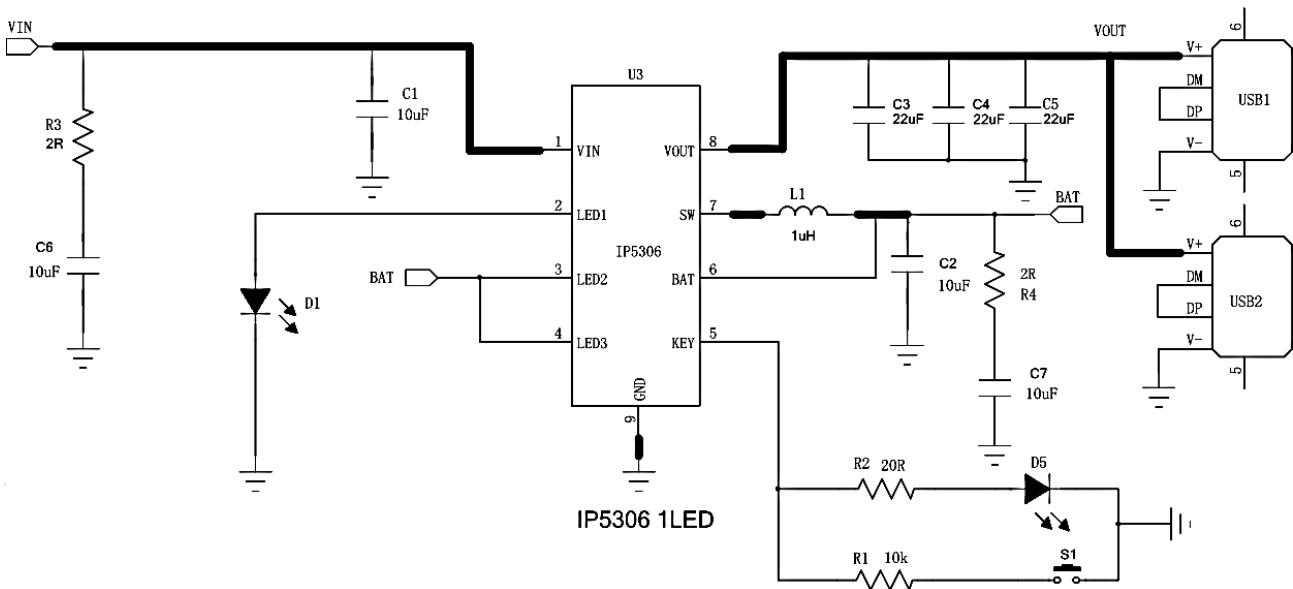 VIN
R3
2R
C6
10uF
C1
10uF
D1
BAT
U3
1
VIN
2
LED1
3
LED2
4
LED3
IP5306
VOUT
8
SW
7
BAT
6
KEY
5
GND
9
IP5306 1LED
L1
1uH
C3
22uF
C4
22uF
C5
22uF
VOUT
BAT
C2
10uF
2R
R4
C7
10uF
R2 20R
D5
R1 10k
S1
6
V+
DM
DP
V-
USB1
5
6
V+
DM
DP
V-
USB2
5